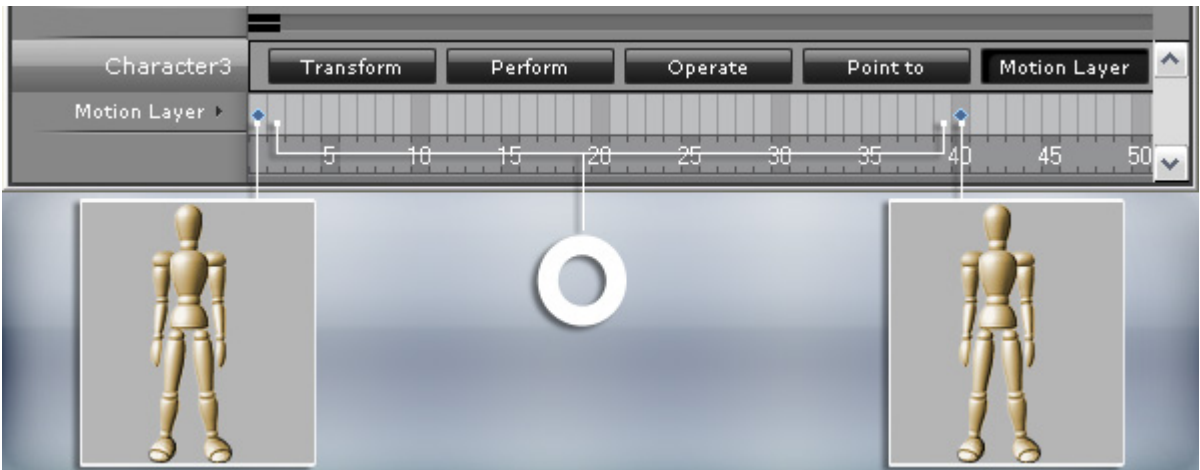 Character3 Transform Perform Operate Point to Motion Layer
Motion Layer
5 10 15 20 25 30 35 40 45 50